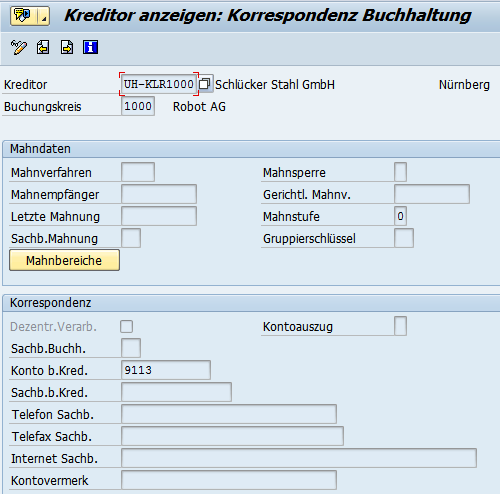 Kreditor anzeigen: Korrespondenz Buchhaltung
Kreditor UH-KLR1000 Schlücker Stahl GmbH Nürnberg
Buchungskreis 1000 Robot AG
Mahndaten
Mahnverfahren Mahnsperre
Mahnempfänger Gerichtl. Mahnv.
Letzte Mahnung Mahnstufe 0
Sachb.Mahnung Gruppierschlüssel
Mahnbereiche
Korrespondenz
Dezentr.Verarb. Kontoauszug
Sachb.Buchh.
Konto b.Kred. 9113
Sachb.b.Kred.
Telefon Sachb.
Telefax Sachb.
Internet Sachb.
Kontovermerk